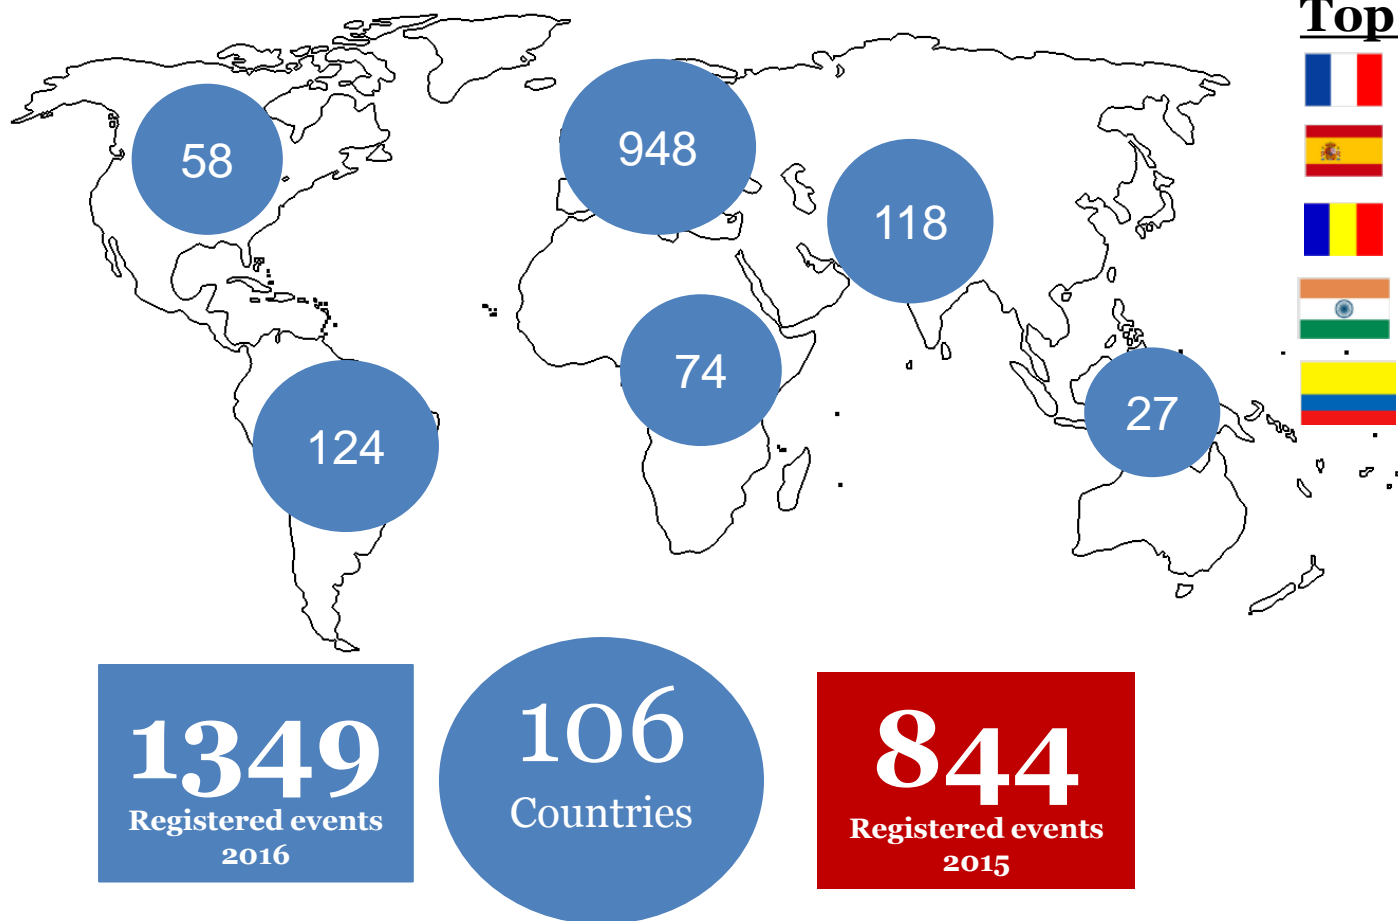 Top
58
948
118
74
124
27
1349
Registered events
2016
106
Countries
844
Registered events
2015